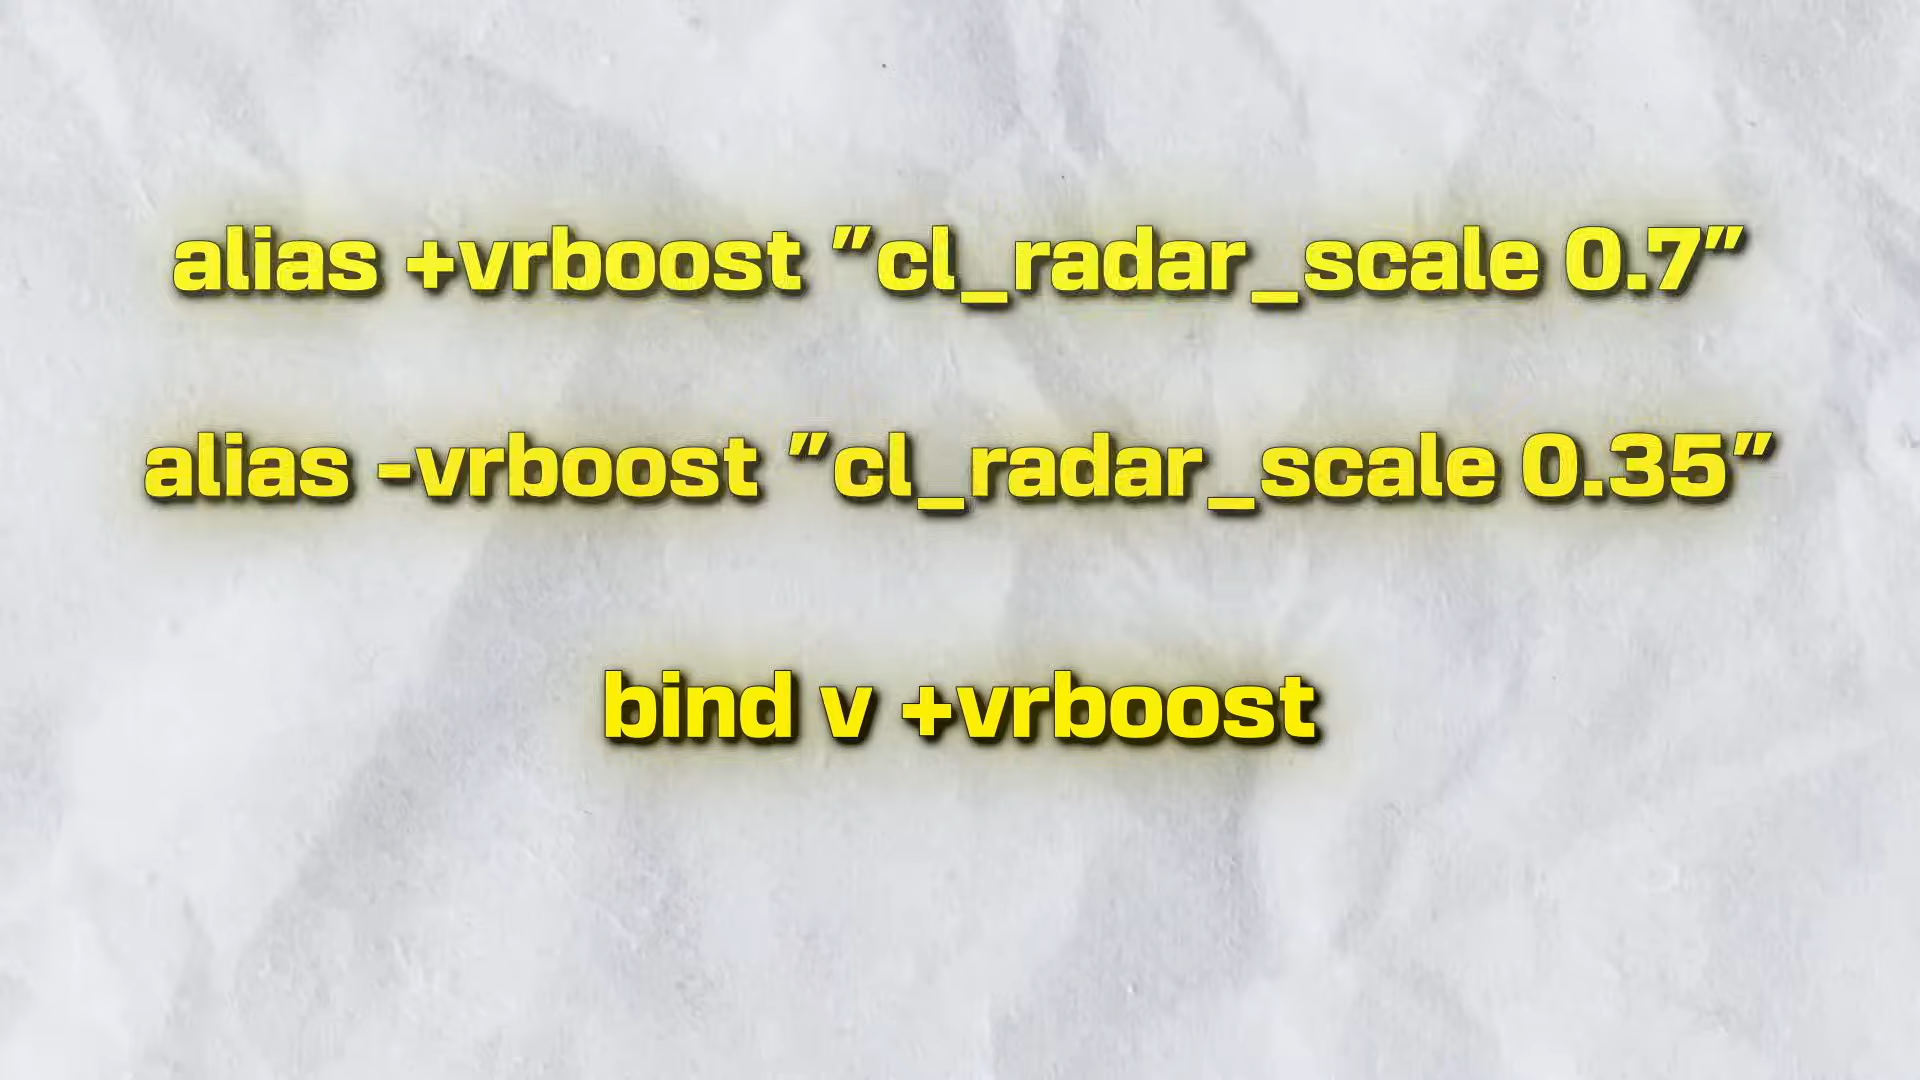 alias +vrboost "cl_radar_scale 0.7"
alias -vrboost "cl_radar_scale 0.35"
bind v +vrboost